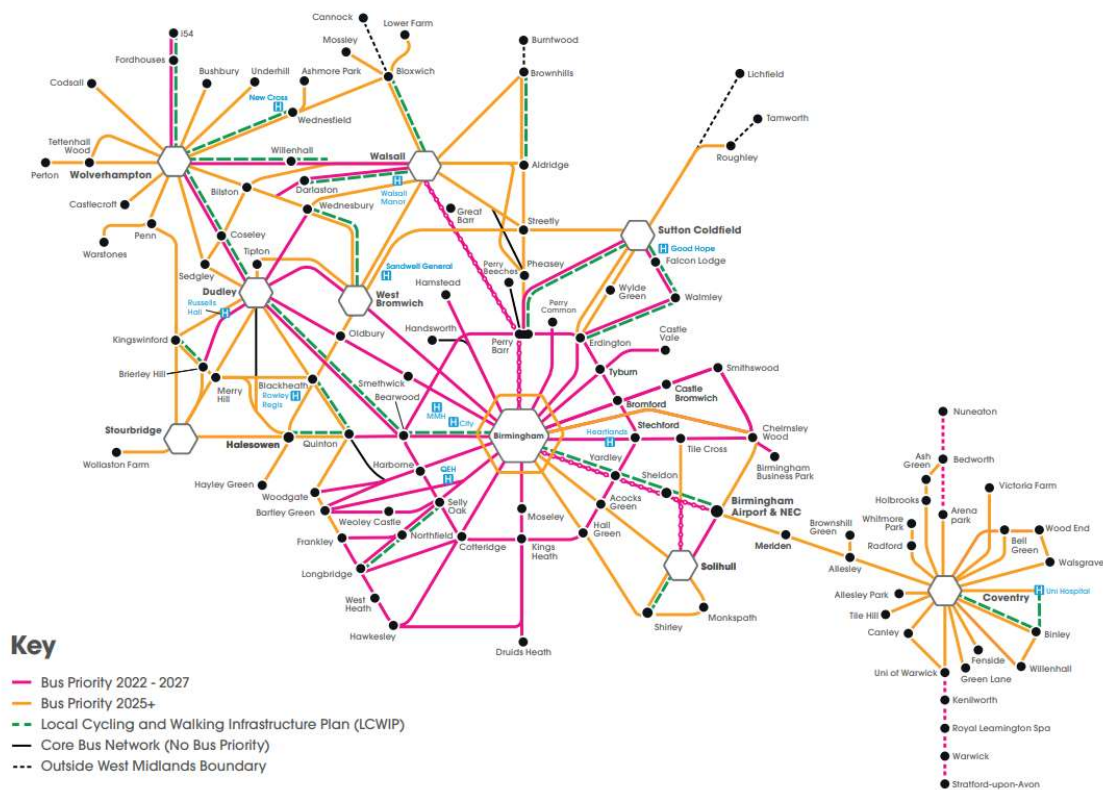 Cannock
Lower Farm
Mossley
Burntwood
i54
Fordhouses
Bushbury
Underhill
Ashmore Park
Bloxwich
Brownhills
Lichfield
Codsall
New Cross
H
Wednesfield
Tamworth
Tettenhall
Wood
Willenhall
Walsall
Aldridge
Roughley
Perton
Wolverhampton
Bilston
Darlaston
H
Walsall
Manor
Castlecroft
Wednesbury
Great
Barr
Streetly
Sutton Coldfield
Penn
Coseley
H
Good Hope
Warstones
Tipton
Sandwell General
H
Perry
Beeches
Pheasey
Falcon Lodge
Sedgley
Dudley
West
Bromwich
Hamstead
Wylde
Green
Walmley
Russells
Hall
H
Perry
Common
Handsworth
Oldbury
Perry
Barr
Erdington
Castle
Vale
Kingswinford
Brierley Hill
Merry
Hill
Blackheath
Smethwick
Tyburn
Smithswood
Rowley
Regis
H
Bearwood
Castle
Bromwich
MMH
H
H
City
Bromford
Nuneaton
Stourbridge
Halesowen
Quinton
Birmingham
Heartlands
H
Stechford
Chelmsley
Wood
Wollaston Farm
Harborne
QEH
H
Yardley
Tile Cross
Birmingham
Business Park
Ash
Green
Bedworth
Hayley Green
Sheldon
Woodgate
Holbrooks
Victoria Farm
Bartley Green
Selly
Oak
Acocks
Green
Birmingham
Airport & NEC
Weoley Castle
Moseley
Brownshill
Green
Whitmore
Park
Arena
park
Wood End
Frankley
Northfield
Cotteridge
Kings
Heath
Hall
Green
Meriden
Radford
Bell
Green
Allesley
Walsgrave
Longbridge
Solihull
Allesley Park
Coventry
H
Uni Hospital
West
Heath
Tile Hill
Monkspath
Shirley
Canley
Binley
Hawkesley
Druids Heath
Fenside
Uni of Warwick
Green Lane
Willenhall
Kenilworth
Royal Leamington Spa
Warwick
Stratford-upon-Avon
Key
Bus Priority 2022 - 2027
Bus Priority 2025+
Local Cycling and Walking Infrastructure Plan (LCWIP)
Core Bus Network (No Bus Priority)
Outside West Midlands Boundary